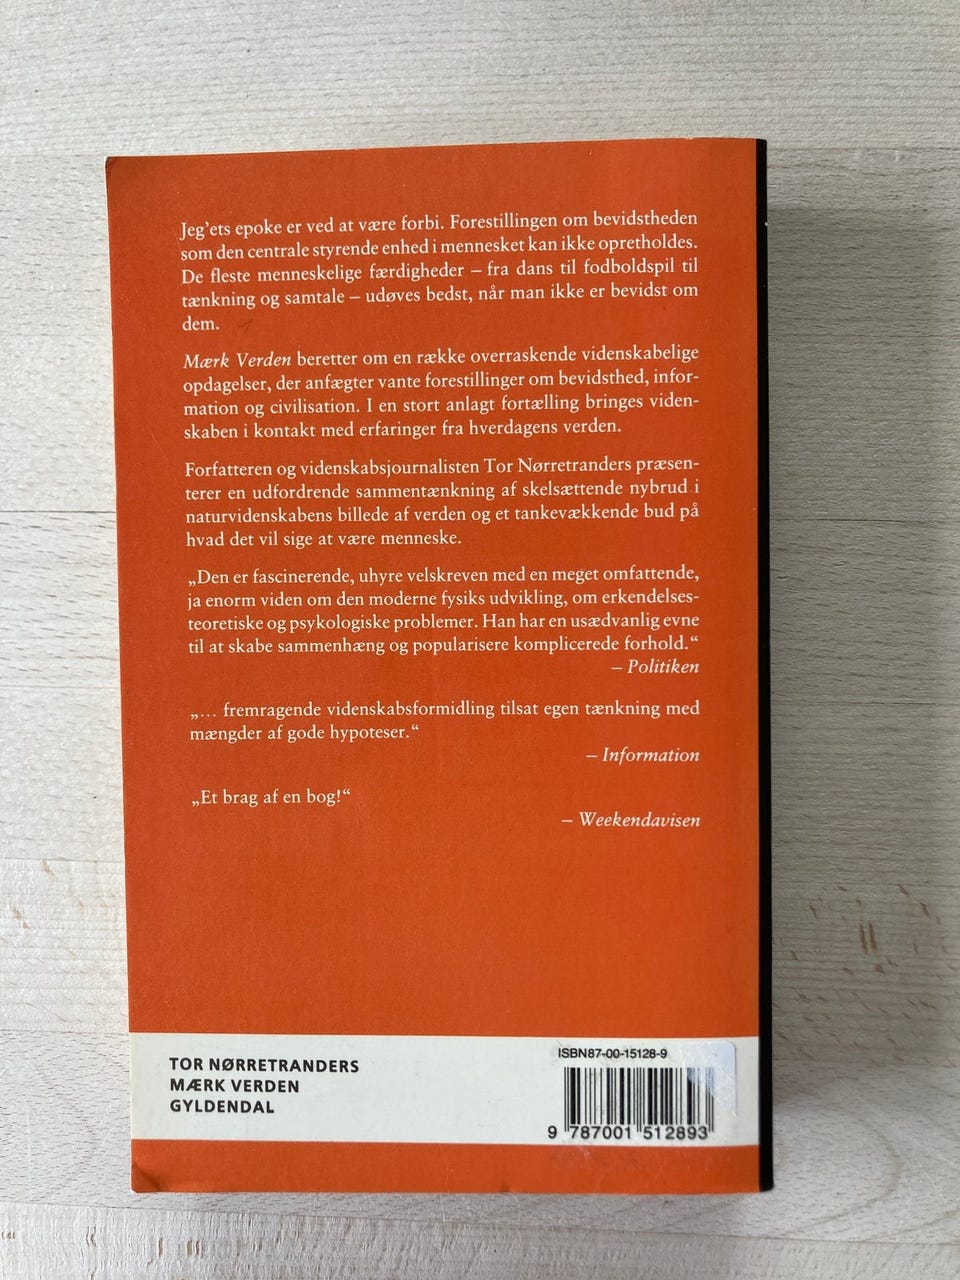 Jeg'ets epoke er ved at være forbi. Forestillingen om bevidstheden
som den centrale styrende enhed i mennesket kan ikke opretholdes.
De fleste menneskelige færdigheder – fra dans til fodboldspil til
tænkning og samtale – udøves bedst, når man ikke er bevidst om
dem.
Mærk Verden beretter om en række overraskende videnskabelige
opdagelser, der anfægter vante forestillinger om bevidsthed, infor-
mation og civilisation. I en stort anlagt fortælling bringes viden-
skaben i kontakt med erfaringer fra hverdagens verden.
Forfatteren og videnskabsjournalisten Tor Nørretranders præsen-
terer en udfordrende sammentænkning af skelsættende nybrud i
naturvidenskabens billede af verden og et tankevækkende bud på
hvad det vil sige at være menneske.
„Den er fascinerende, uhyre velskreven med en meget omfattende,
ja enorm viden om den moderne fysiks udvikling, om erkendelses-
teoretiske og psykologiske problemer. Han har en usædvanlig evne
til at skabe sammenhæng og popularisere komplicerede forhold.“
– Politiken
„... fremragende videnskabsformidling tilsat egen tænkning med
mængder af gode hypoteser.“
– Information
„Et brag af en bog!“
– Weekendavisen
TOR NØRRETRANDERS
MÆRK VERDEN
GYLDENDAL
ISBN87-00-15128-9
9 787001 512893